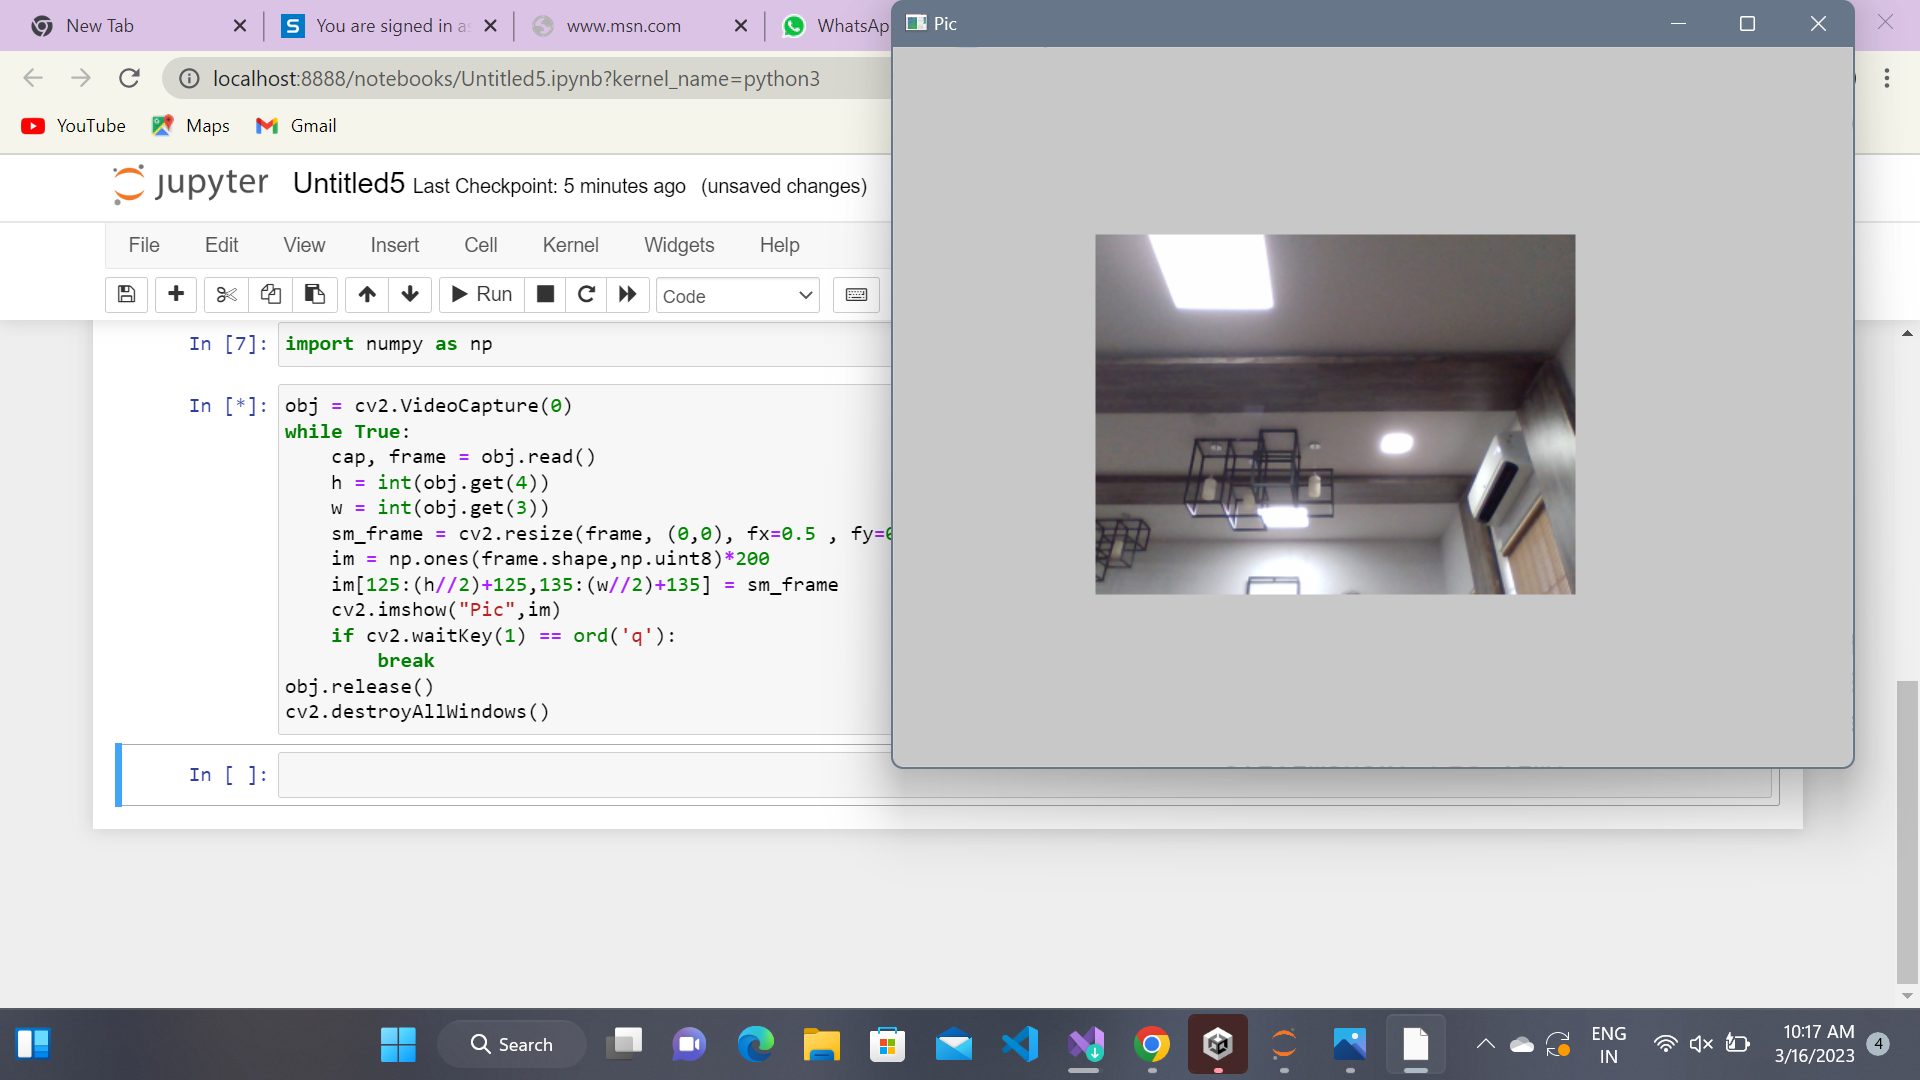 New Tab
You are signed in as
www.msn.com
WhatsAp
Pic
localhost:8888/notebooks/Untitled5.ipynb?kernel_name=python3
YouTube
Maps
Gmail
jupyter Untitled5 Last Checkpoint: 5 minutes ago (unsaved changes)
File Edit View Insert Cell Kernel Widgets Help
Run
Code
In [7]: import numpy as np
In [*]: obj = cv2.VideoCapture(0)
while True:
    cap, frame = obj.read()
    h = int(obj.get(4))
    w = int(obj.get(3))
    sm_frame = cv2.resize(frame, (0,0), fx=0.5 , fy=0
    im = np.ones(frame.shape,np.uint8)*200
    im[125:(h//2)+125,135:(w//2)+135] = sm_frame
    cv2.imshow("Pic",im)
    if cv2.waitKey(1) == ord('q'):
        break
obj.release()
cv2.destroyAllWindows()
In [ ]:
Search
ENG
IN
10:17 AM
3/16/2023
4